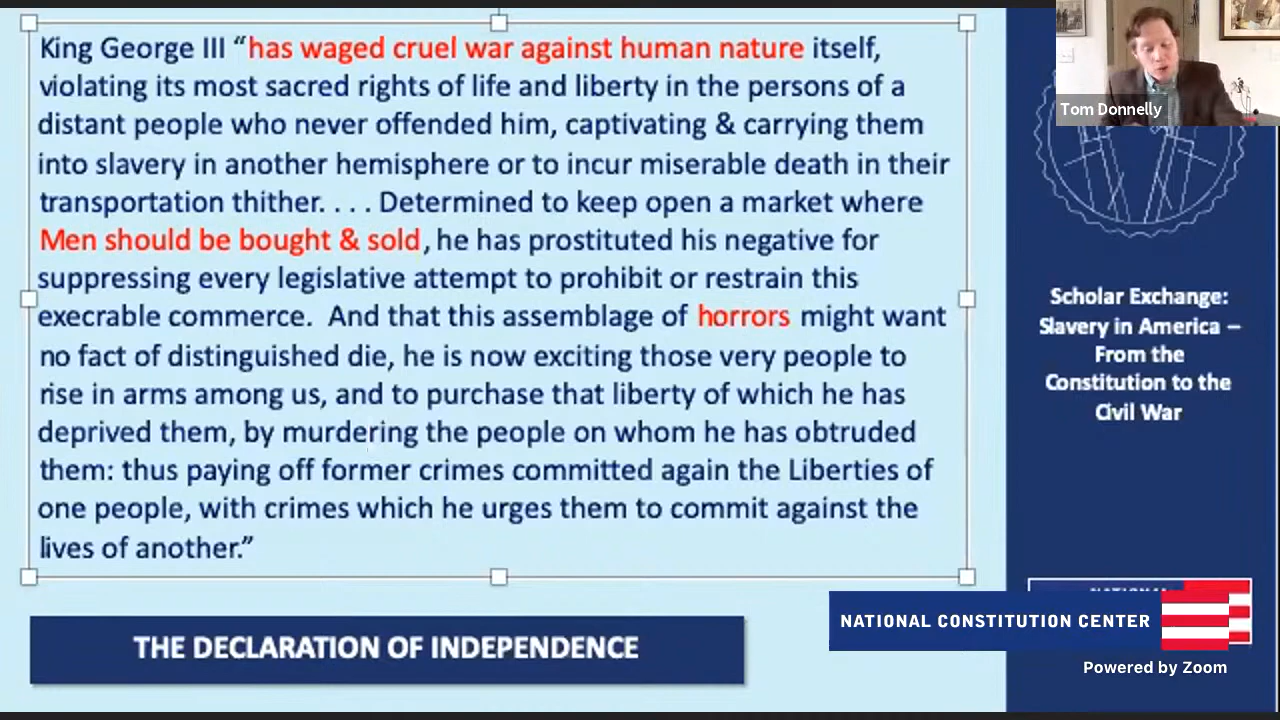 King George III “has waged cruel war against human nature itself,
violating its most sacred rights of life and liberty in the persons of a
distant people who never offended him, captivating & carrying them
into slavery in another hemisphere or to incur miserable death in their
transportation thither. . . . Determined to keep open a market where
Men should be bought & sold, he has prostituted his negative for
suppressing every legislative attempt to prohibit or restrain this
execrable commerce.  And that this assemblage of horrors might want
no fact of distinguished die, he is now exciting those very people to
rise in arms among us, and to purchase that liberty of which he has
deprived them, by murdering the people on whom he has obtruded
them: thus paying off former crimes committed again the Liberties of
one people, with crimes which he urges them to commit against the
lives of another.”
THE DECLARATION OF INDEPENDENCE
Tom Donnelly
Scholar Exchange:
Slavery in America –
From the
Constitution to the
Civil War
NATIONAL
NATIONAL CONSTITUTION CENTER
Powered by Zoom